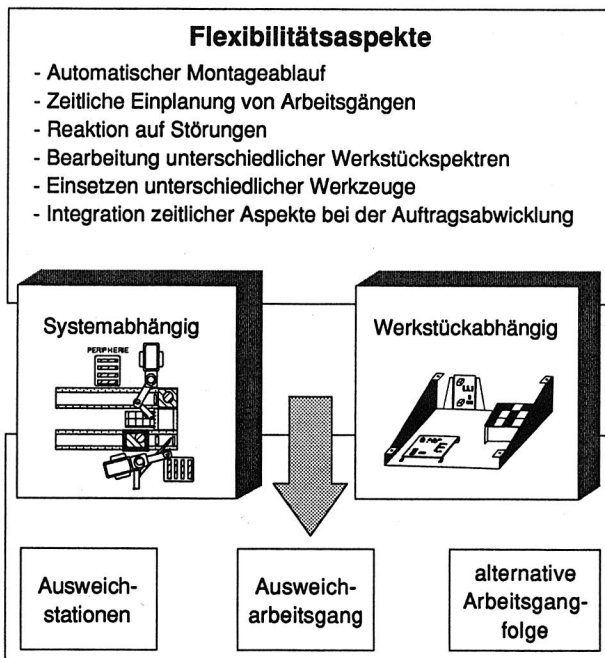 Flexibilitätsaspekte
- Automatischer Montageablauf
- Zeitliche Einplanung von Arbeitsgängen
- Reaktion auf Störungen
- Bearbeitung unterschiedlicher Werkstückspektren
- Einsetzen unterschiedlicher Werkzeuge
- Integration zeitlicher Aspekte bei der Auftragsabwicklung
Systemabhängig
PERIPHERIE
Werkstückabhängig
Ausweich-
stationen
Ausweich-
arbeitsgang
alternative
Arbeitsgang-
folge